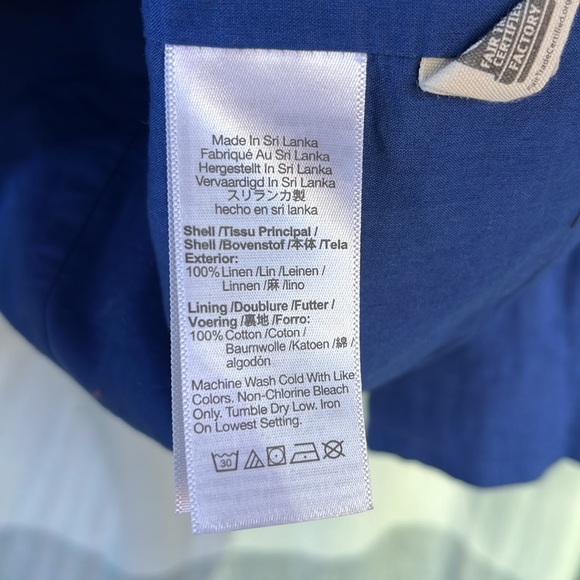 FAIR TRADE
CERTIFIED
FACTORY
FairTradeCertified.org
Made In Sri Lanka
Fabriqué Au Sri Lanka
Hergestellt In Sri Lanka
Vervaardigd In Sri Lanka
スリランカ製
hecho en sri lanka
Shell /Tissu Principal /
Shell /Bovenstof /本体 /Tela
Exterior:
100% Linen /Lin /Leinen /
Linnen /麻 /lino
Lining /Doublure /Futter /
Voering /裏地 /Forro:
100% Cotton /Coton /
Baumwolle /Katoen /綿 /
algodón
Machine Wash Cold With Like
Colors. Non-Chlorine Bleach
Only. Tumble Dry Low. Iron
On Lowest Setting.
30